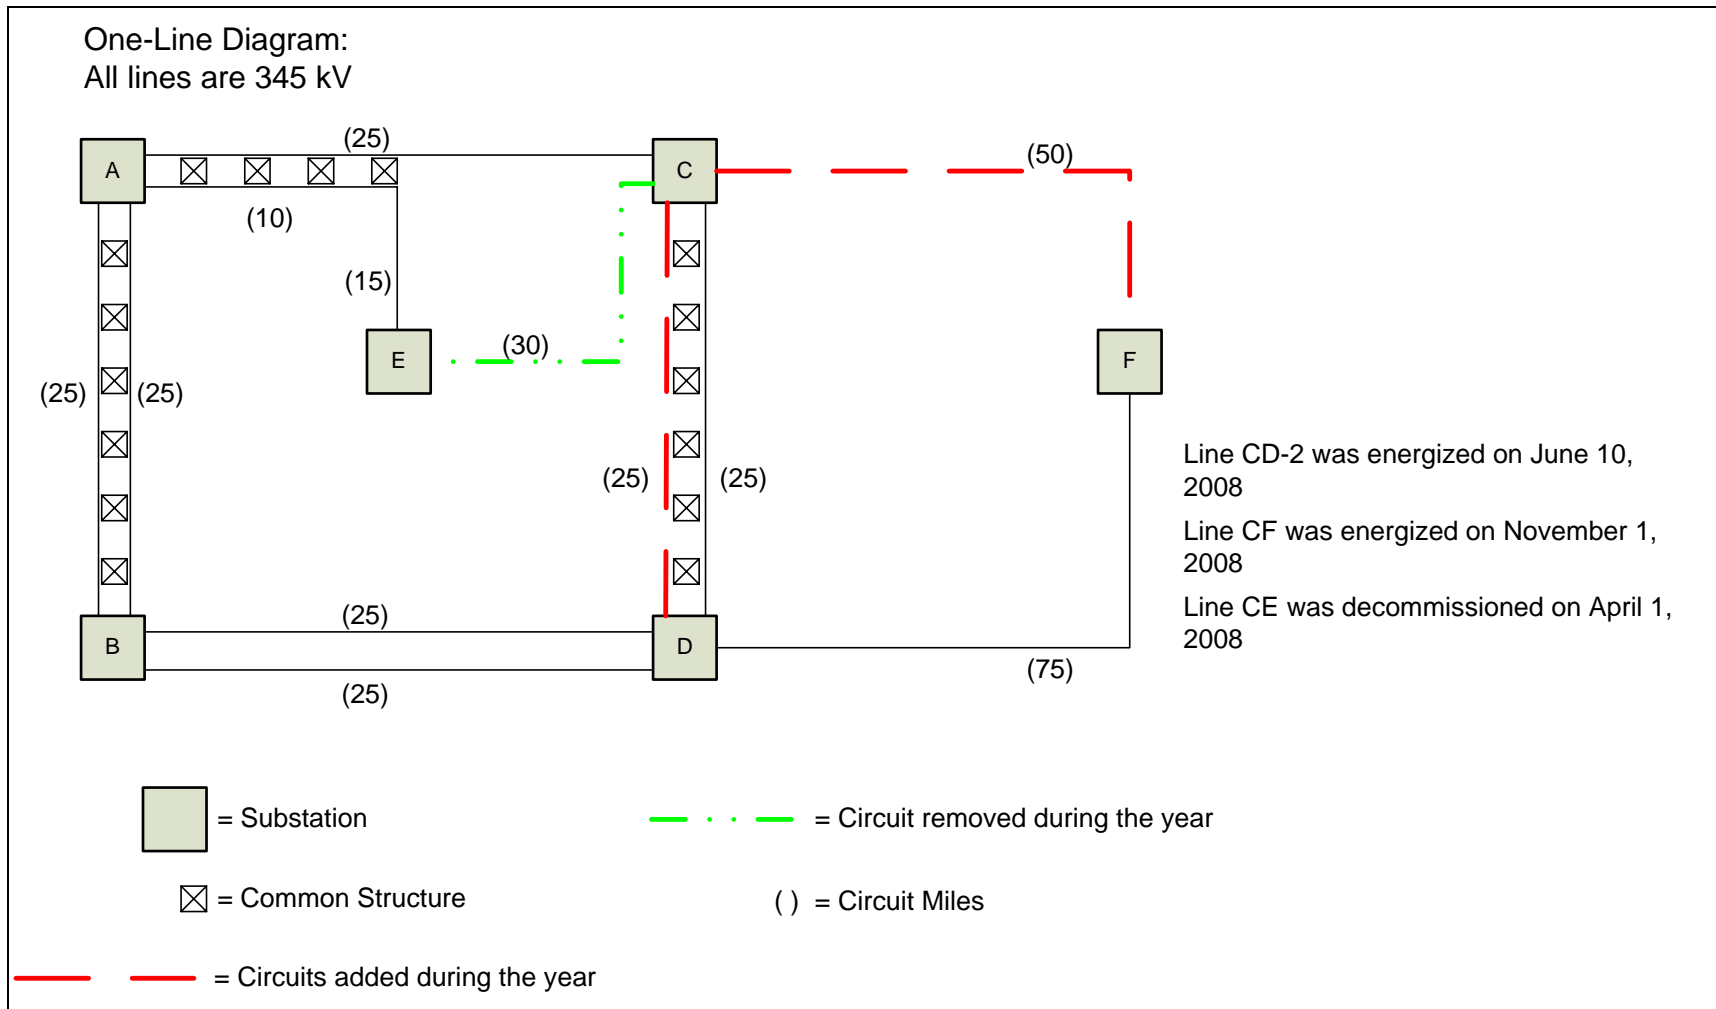 One-Line Diagram:
All lines are 345 kV
(25)
A
C
(50)
(10)
(15)
(30)
E
F
(25)
(25)
(25)
(25)
Line CD-2 was energized on June 10,
2008
Line CF was energized on November 1,
2008
Line CE was decommissioned on April 1,
2008
(25)
B
D
(25)
(75)
= Substation
= Circuit removed during the year
= Common Structure
( ) = Circuit Miles
= Circuits added during the year